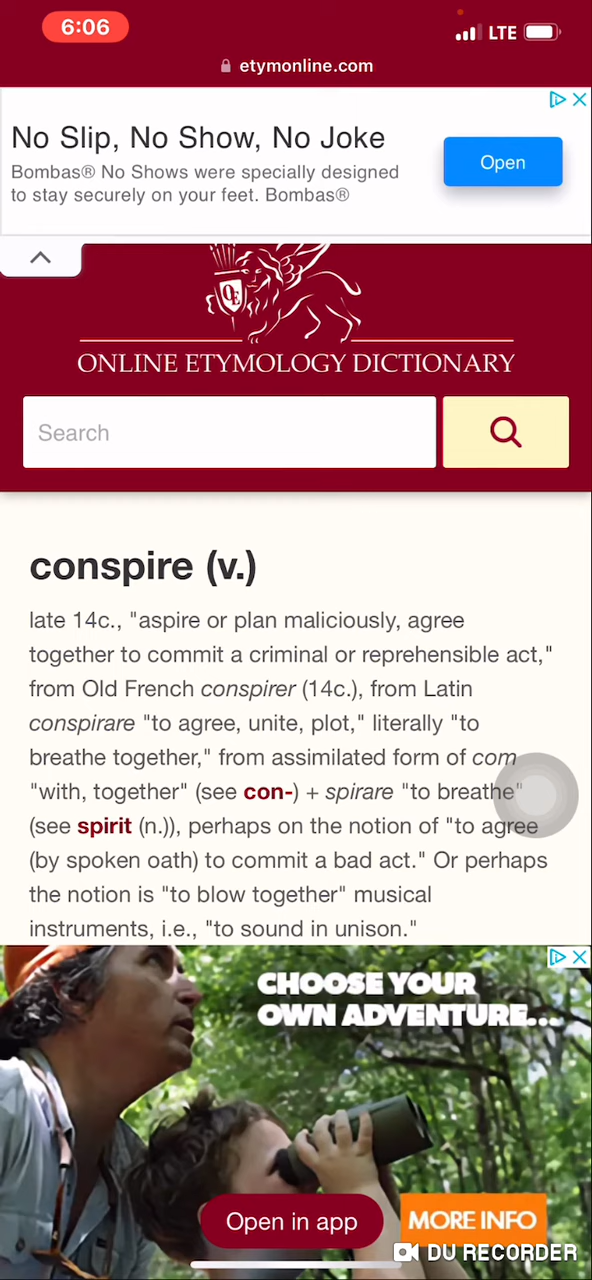 6:06
LTE
etymonline.com
No Slip, No Show, No Joke
Bombas® No Shows were specially designed
to stay securely on your feet. Bombas®
Open
OE
ONLINE ETYMOLOGY DICTIONARY
Search
conspire (v.)
late 14c., "aspire or plan maliciously, agree
together to commit a criminal or reprehensible act,"
from Old French conspirer (14c.), from Latin
conspirare "to agree, unite, plot," literally "to
breathe together," from assimilated form of com
"with, together" (see con-) + spirare "to breathe"
(see spirit (n.)), perhaps on the notion of "to agree
(by spoken oath) to commit a bad act." Or perhaps
the notion is "to blow together" musical
instruments, i.e., "to sound in unison."
CHOOSE YOUR
OWN ADVENTURE...
Open in app
MORE INFO
DU RECORDER